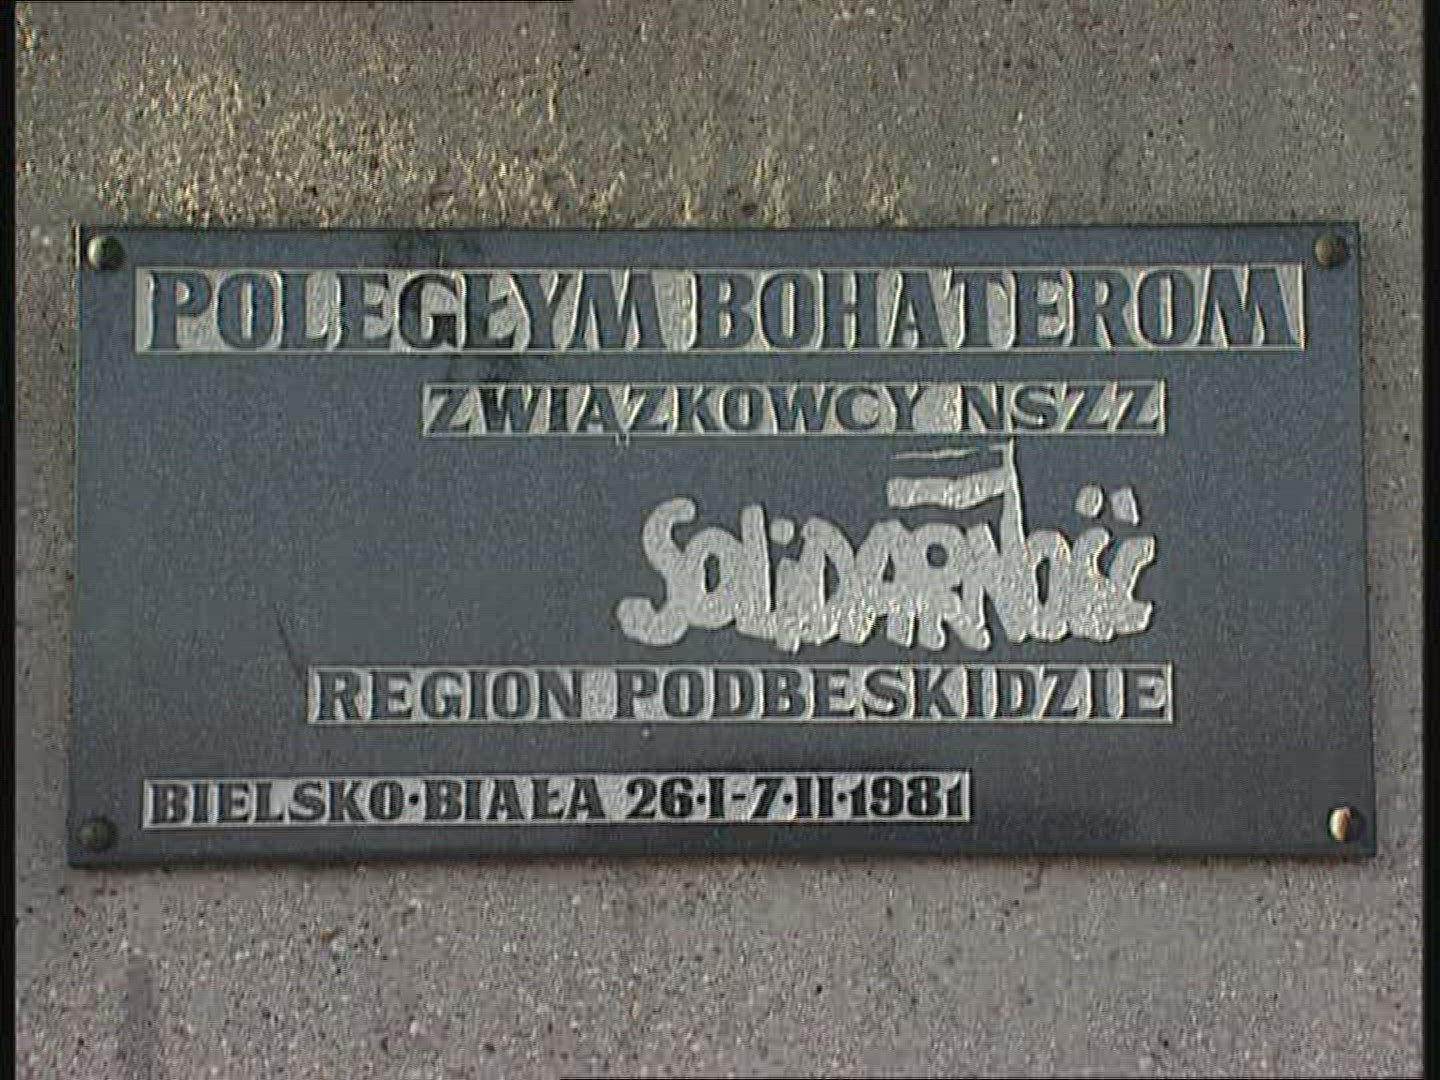 POLEGŁYM BOHATEROM
ZWIĄZKOWCY NSZZ
SOLIDARNOŚĆ
REGION PODBESKIDZIE
BIELSKO•BIAŁA 26•I-7•II•1981